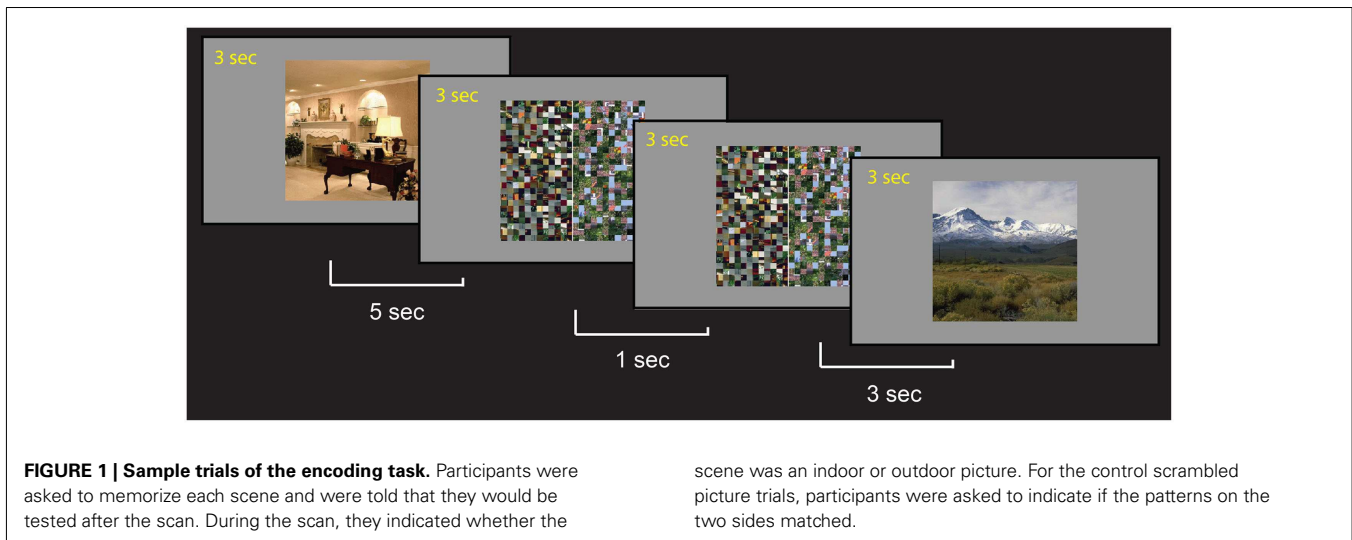 3 sec
3 sec
3 sec
3 sec
5 sec
1 sec
3 sec
FIGURE 1 | Sample trials of the encoding task. Participants were
asked to memorize each scene and were told that they would be
tested after the scan. During the scan, they indicated whether the
scene was an indoor or outdoor picture. For the control scrambled
picture trials, participants were asked to indicate if the patterns on the
two sides matched.